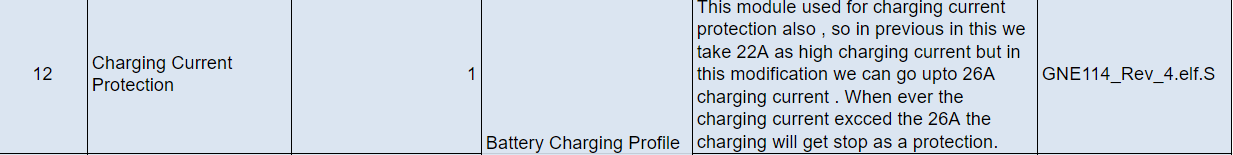 12
Charging Current
Protection
1
Battery Charging Profile
This module used for charging current
protection also , so in previous in this we
take 22A as high charging current but in
this modification we can go upto 26A
charging current . When ever the
charging current excced the 26A the
charging will get stop as a protection.
GNE114_Rev_4.elf.S